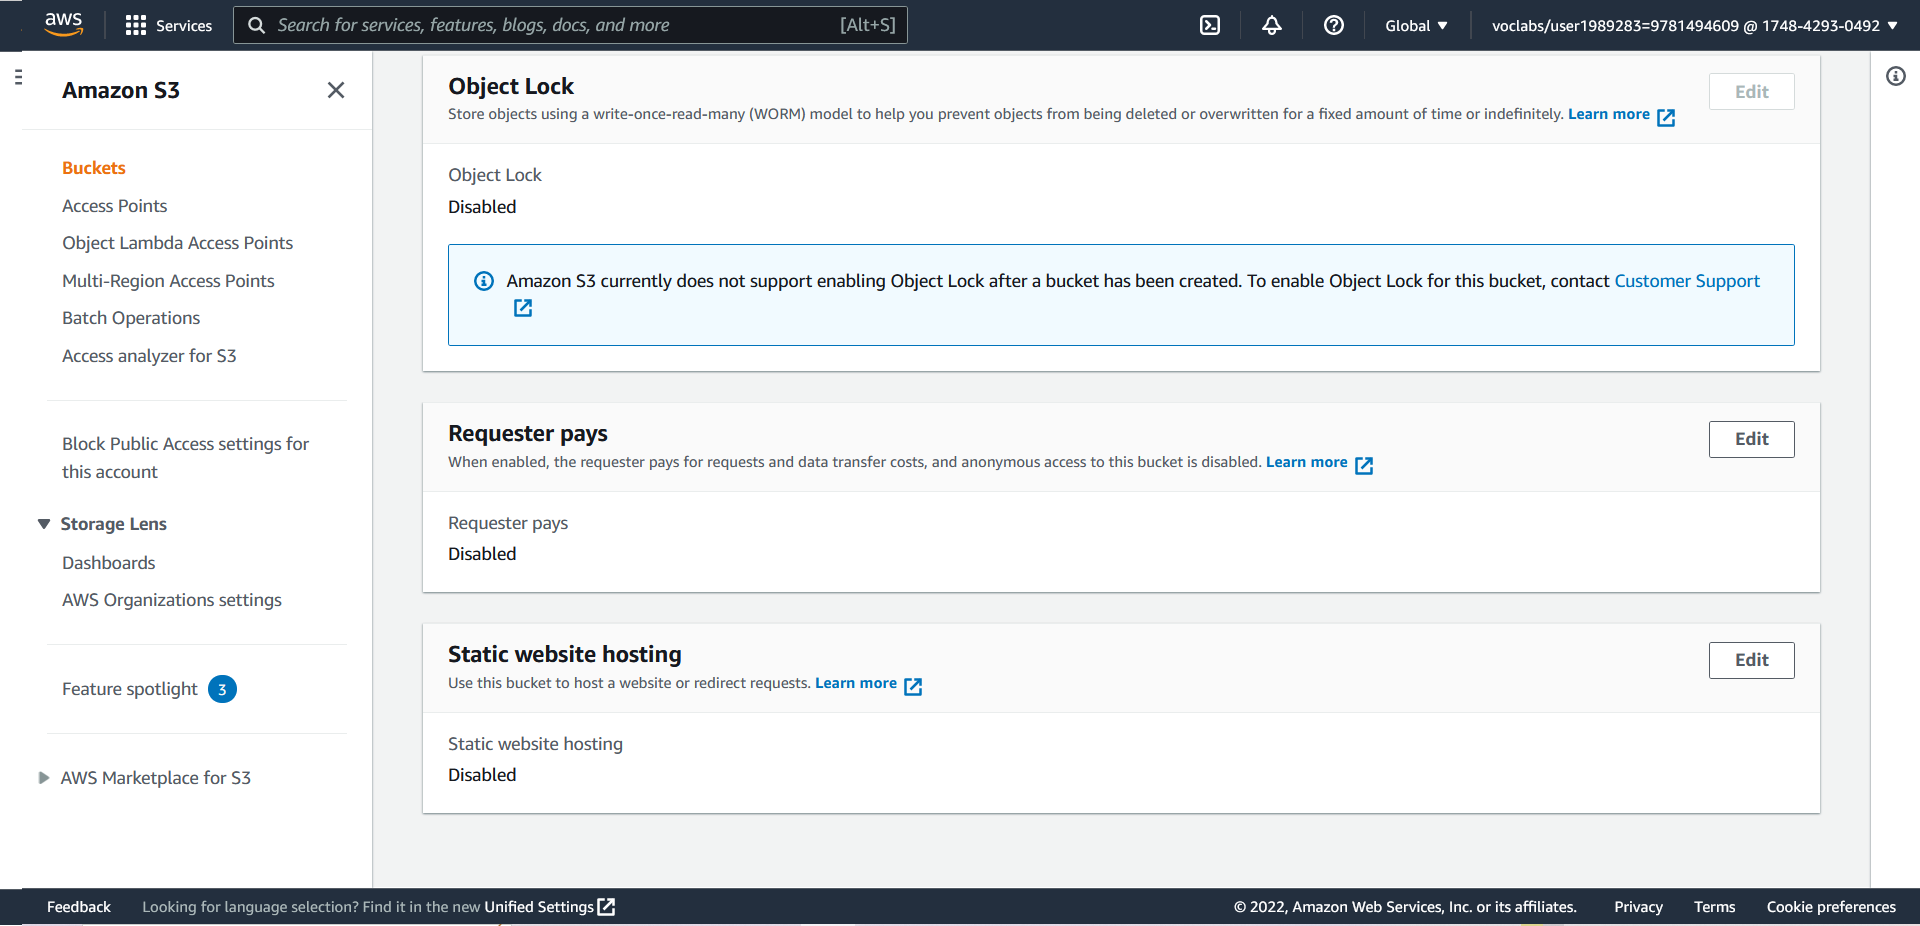 aws
Services
Search for services, features, blogs, docs, and more
[Alt+S]
Global
voclabs/user1989283=9781494609 @ 1748-4293-0492
Amazon S3
Buckets
Access Points
Object Lambda Access Points
Multi-Region Access Points
Batch Operations
Access analyzer for S3
Block Public Access settings for
this account
Storage Lens
Dashboards
AWS Organizations settings
Feature spotlight 3
AWS Marketplace for S3
Object Lock
Edit
Store objects using a write-once-read-many (WORM) model to help you prevent objects from being deleted or overwritten for a fixed amount of time or indefinitely. Learn more
Object Lock
Disabled
Amazon S3 currently does not support enabling Object Lock after a bucket has been created. To enable Object Lock for this bucket, contact Customer Support
Requester pays
Edit
When enabled, the requester pays for requests and data transfer costs, and anonymous access to this bucket is disabled. Learn more
Requester pays
Disabled
Static website hosting
Edit
Use this bucket to host a website or redirect requests. Learn more
Static website hosting
Disabled
Feedback
Looking for language selection? Find it in the new Unified Settings
© 2022, Amazon Web Services, Inc. or its affiliates.
Privacy
Terms
Cookie preferences